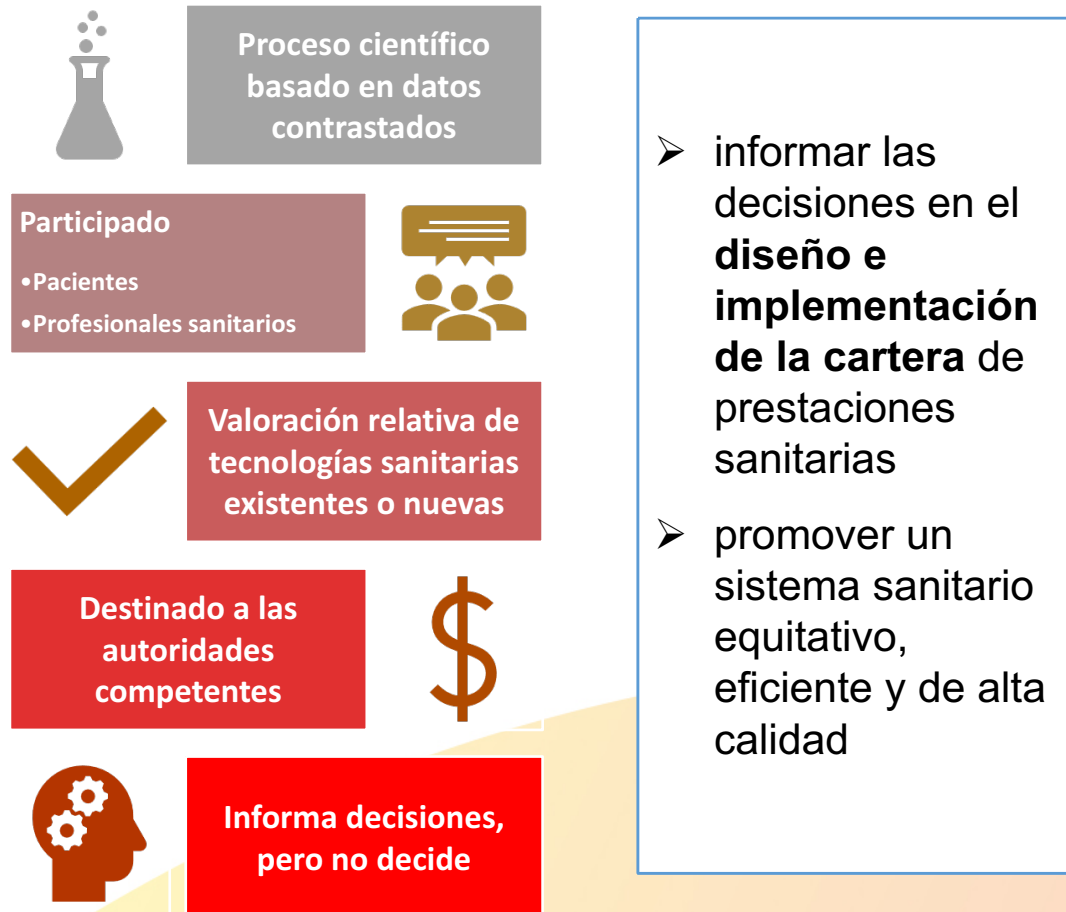 Proceso científico
basado en datos
contrastados
Participado
•Pacientes
•Profesionales sanitarios
Valoración relativa de
tecnologías sanitarias
existentes o nuevas
Destinado a las
autoridades
competentes
Informa decisiones,
pero no decide
➢ informar las
decisiones en el
diseño e
implementación
de la cartera de
prestaciones
sanitarias
➢ promover un
sistema sanitario
equitativo,
eficiente y de alta
calidad